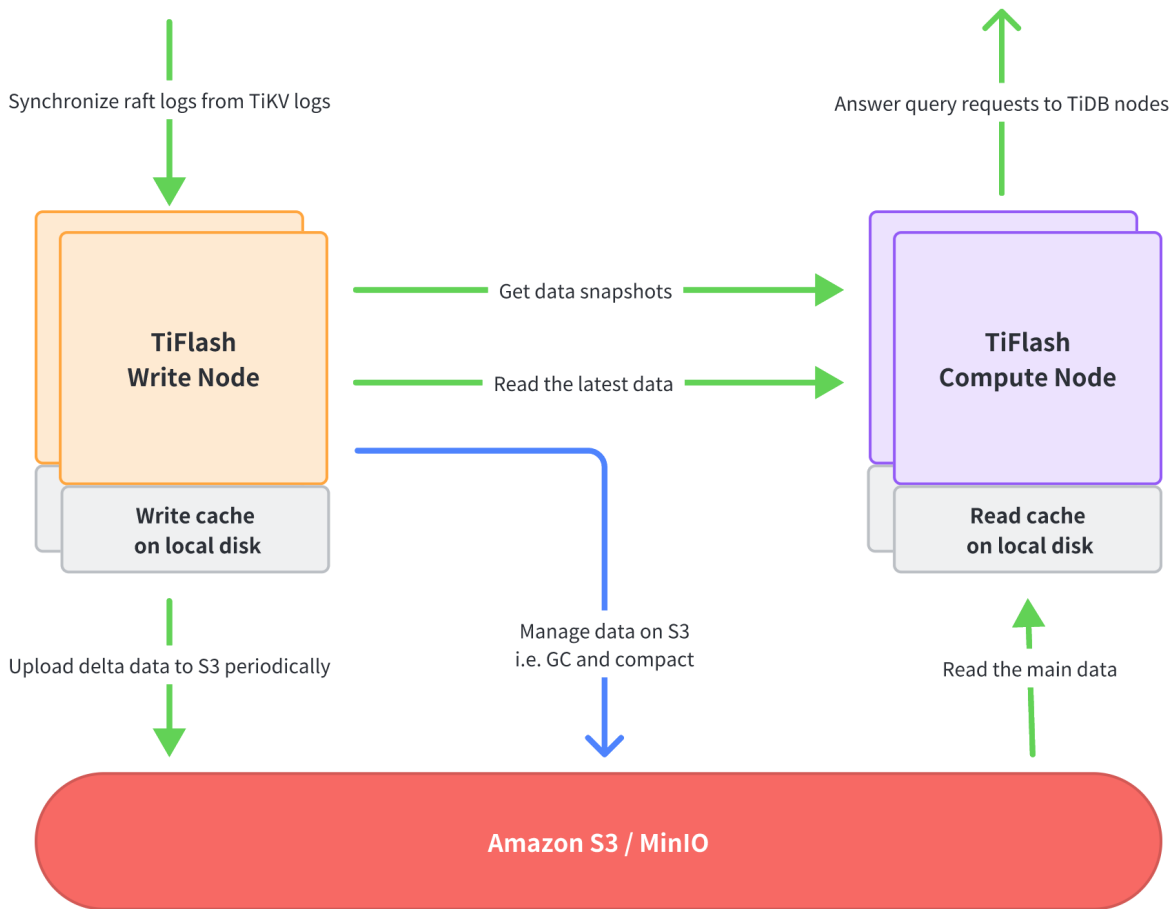 Synchronize raft logs from TiKV logs
Answer query requests to TiDB nodes
Get data snapshots
TiFlash
Write Node
TiFlash
Compute Node
Read the latest data
Write cache
on local disk
Read cache
on local disk
Manage data on S3
i.e. GC and compact
Upload delta data to S3 periodically
Read the main data
Amazon S3 / MinIO